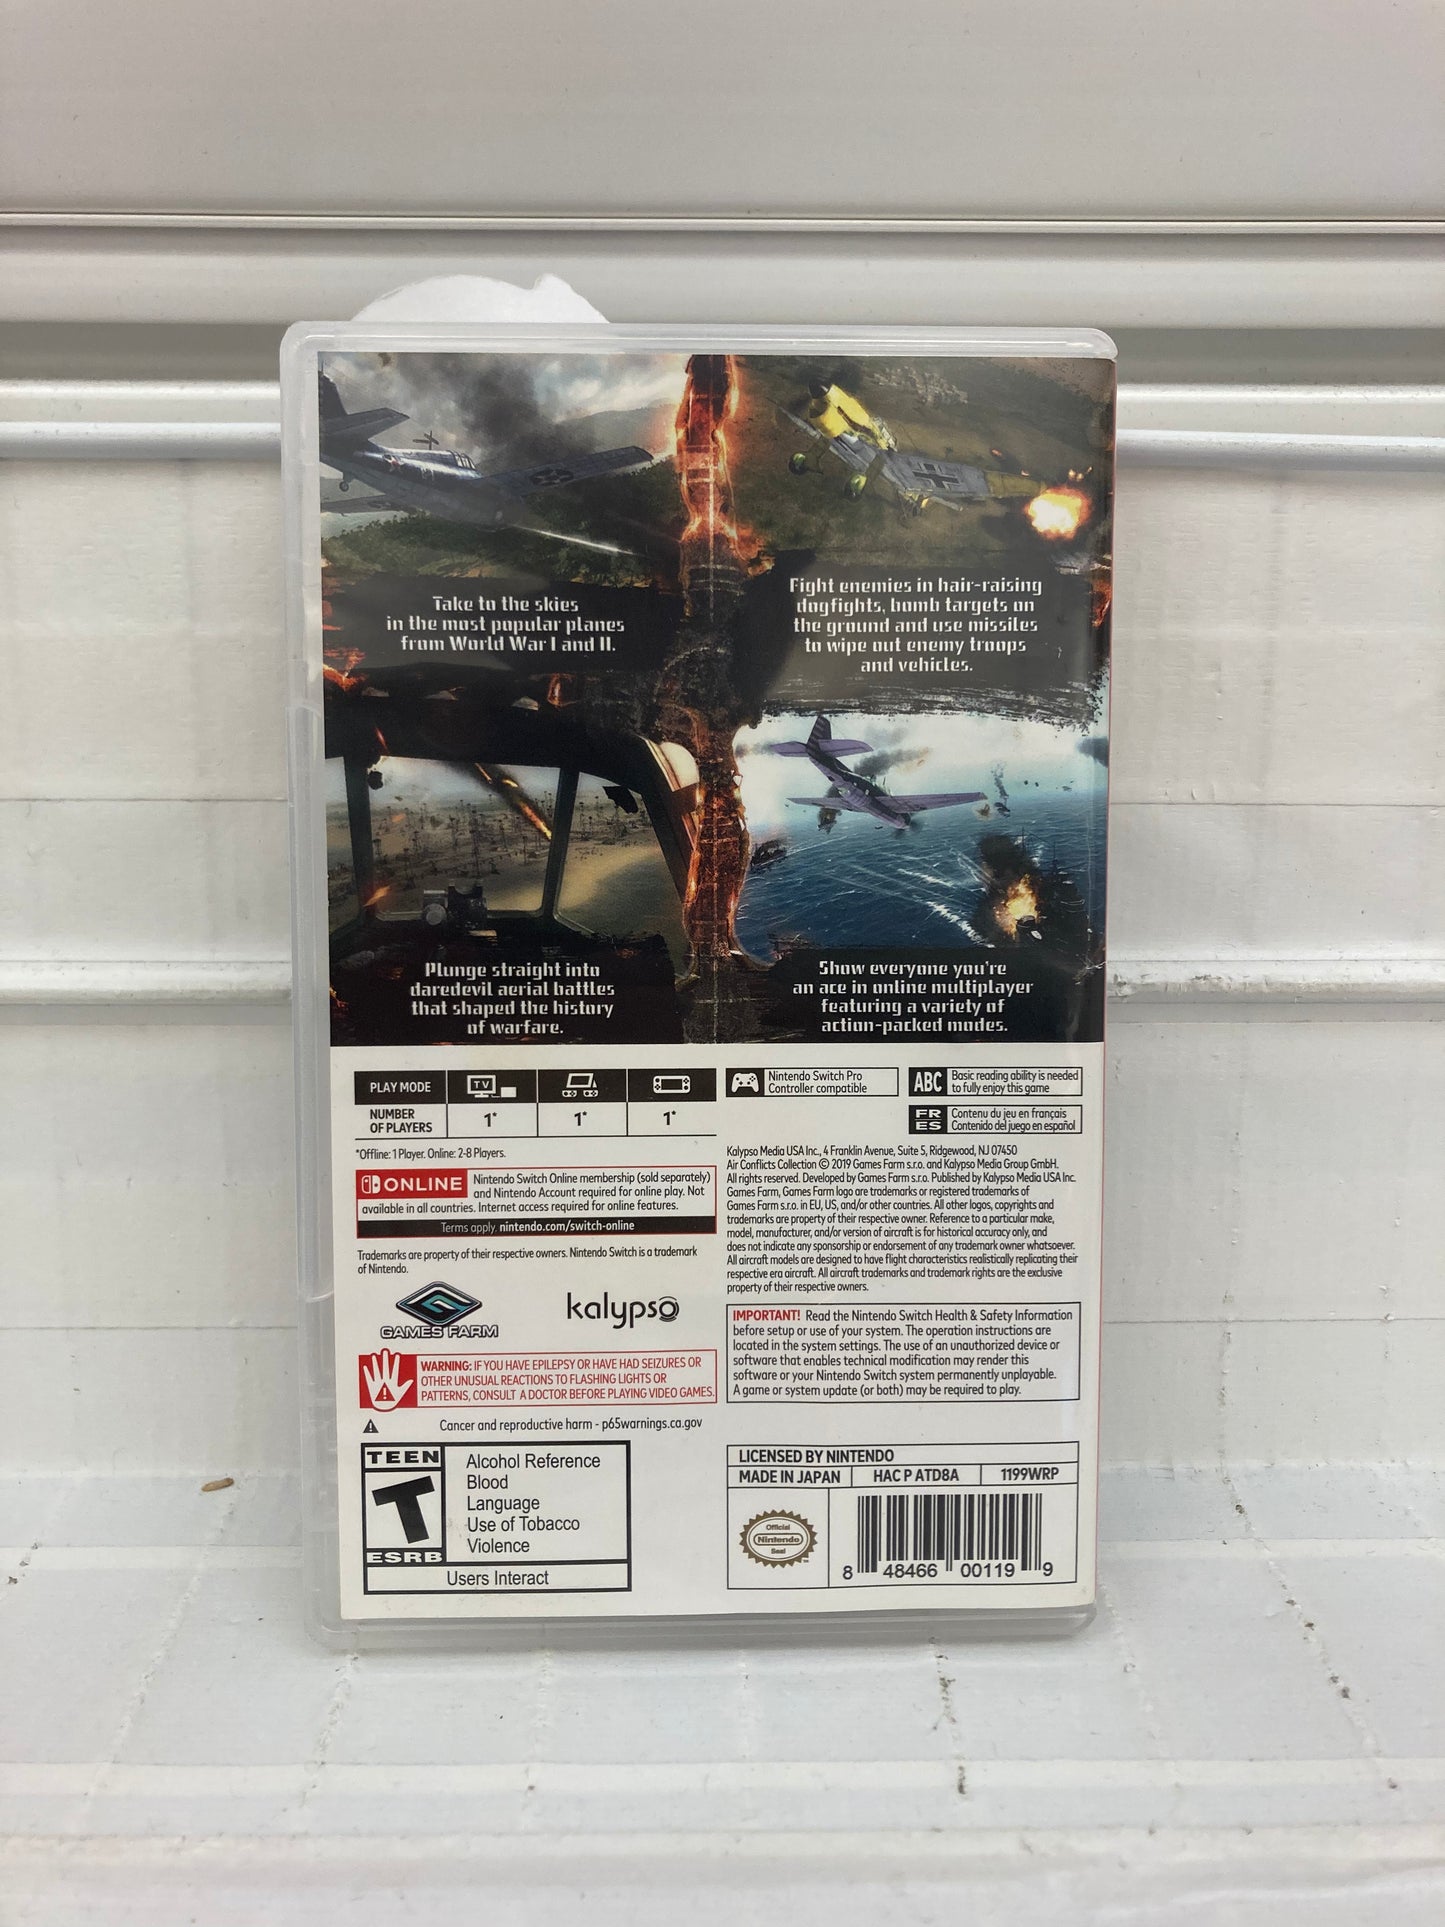 Take to the skies
in the most popular planes
from World War I and II.
Fight enemies in hair-raising
dogfights, bomb targets on
the ground and use missiles
to wipe out enemy troops
and vehicles.
Plunge straight into
daredevil aerial battles
that shaped the history
of warfare.
Show everyone you're
an ace in online multiplayer
featuring a variety of
action-packed modes.
PLAY MODE TV
NUMBER
OF PLAYERS 1* 1* 1*
*Offline: 1 Player. Online: 2-8 Players.
ONLINE Nintendo Switch Online membership (sold separately)
and Nintendo Account required for online play. Not
available in all countries. Internet access required for online features.
Terms apply. nintendo.com/switch-online
Trademarks are property of their respective owners. Nintendo Switch is a trademark
of Nintendo.
GAMES FARM
kalypso
WARNING: IF YOU HAVE EPILEPSY OR HAVE HAD SEIZURES OR
OTHER UNUSUAL REACTIONS TO FLASHING LIGHTS OR
PATTERNS, CONSULT A DOCTOR BEFORE PLAYING VIDEO GAMES.
Cancer and reproductive harm - p65warnings.ca.gov
TEEN
T
ESRB
Alcohol Reference
Blood
Language
Use of Tobacco
Violence
Users Interact
Nintendo Switch Pro
Controller compatible
ABC Basic reading ability is needed
to fully enjoy this game
FR Contenu du jeu en français
ES Contenido del juego en español
Kalypso Media USA Inc., 4 Franklin Avenue, Suite 5, Ridgewood, NJ 07450
Air Conflicts Collection © 2019 Games Farm s.r.o. and Kalypso Media Group GmbH.
All rights reserved. Developed by Games Farm s.r.o. Published by Kalypso Media USA Inc.
Games Farm, Games Farm logo are trademarks or registered trademarks of
Games Farm s.r.o. in EU, US, and/or other countries. All other logos, copyrights and
trademarks are property of their respective owner. Reference to a particular make,
model, manufacturer, and/or version of aircraft is for historical accuracy only, and
does not indicate any sponsorship or endorsement of any trademark owner whatsoever.
All aircraft models are designed to have flight characteristics realistically replicating their
respective era aircraft. All aircraft trademarks and trademark rights are the exclusive
property of their respective owners.
IMPORTANT! Read the Nintendo Switch Health & Safety Information
before setup or use of your system. The operation instructions are
located in the system settings. The use of an unauthorized device or
software that enables technical modification may render this
software or your Nintendo Switch system permanently unplayable.
A game or system update (or both) may be required to play.
LICENSED BY NINTENDO
MADE IN JAPAN HAC P ATD8A 1199WRP
Official
Nintendo
Seal
8 48466 00119 9